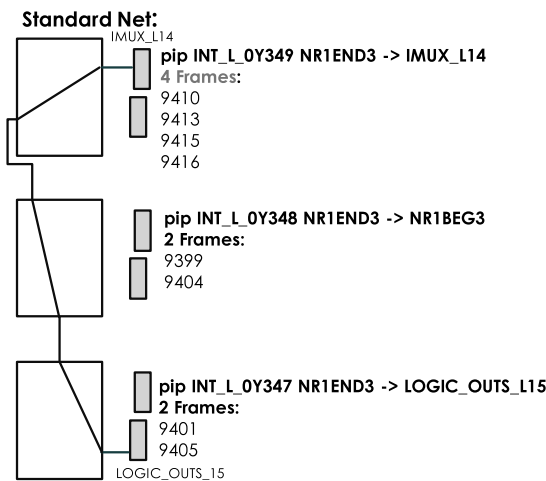 Standard Net:
IMUX_L14
pip INT_L_0Y349 NR1END3 -> IMUX_L14
4 Frames:
9410
9413
9415
9416
pip INT_L_0Y348 NR1END3 -> NR1BEG3
2 Frames:
9399
9404
pip INT_L_0Y347 NR1END3 -> LOGIC_OUTS_L15
2 Frames:
9401
9405
LOGIC_OUTS_15